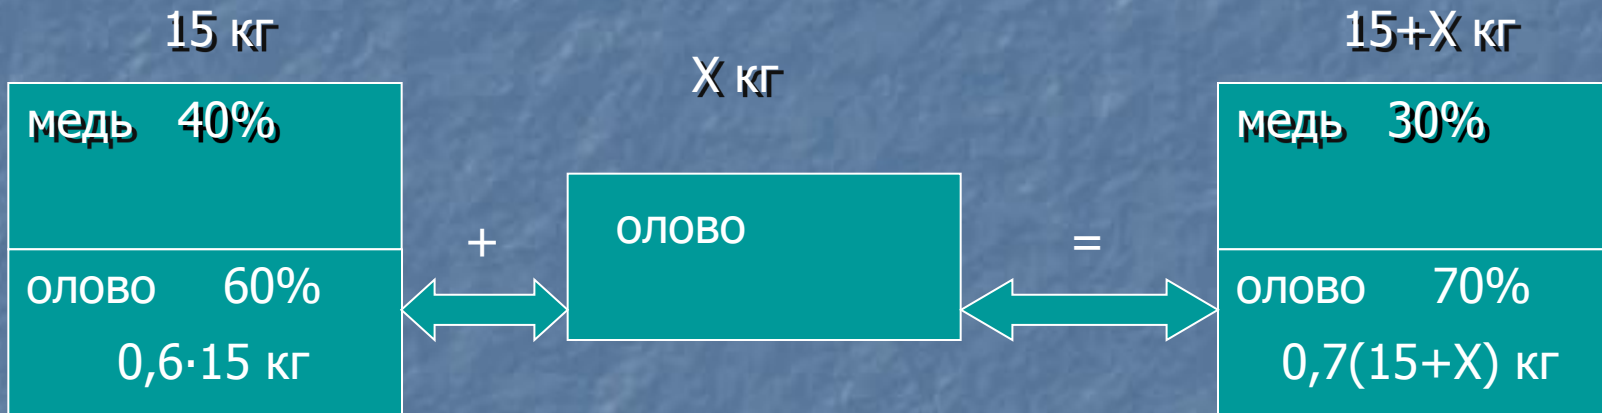 15 кг
медь 40%
олово 60%
0,6·15 кг
+
X кг
олово
=
15+X кг
медь 30%
олово 70%
0,7(15+X) кг